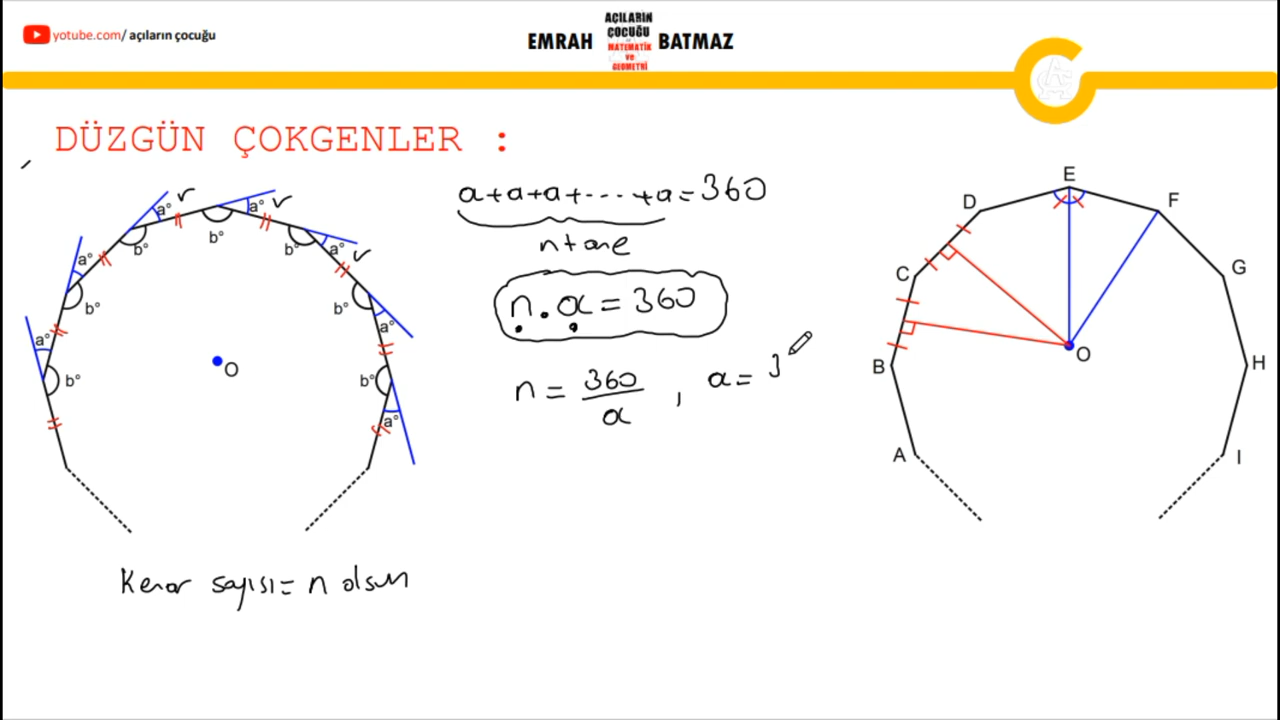 yotube.com/ açıların çocuğu
EMRAH
AÇILARIN
ÇOCUĞU
MATEMATİK
ve
GEOMETRİ
BATMAZ
DÜZGÜN ÇOKGENLER :
a° a° a° a° a° a° a°
b° b° b° b° b° b° b°
O
Kenar sayısı = n olsun
a+a+a+....+a=360
n tane
n.a=360
n = 360/a , a = 3
E
D F
C G
B O H
A I